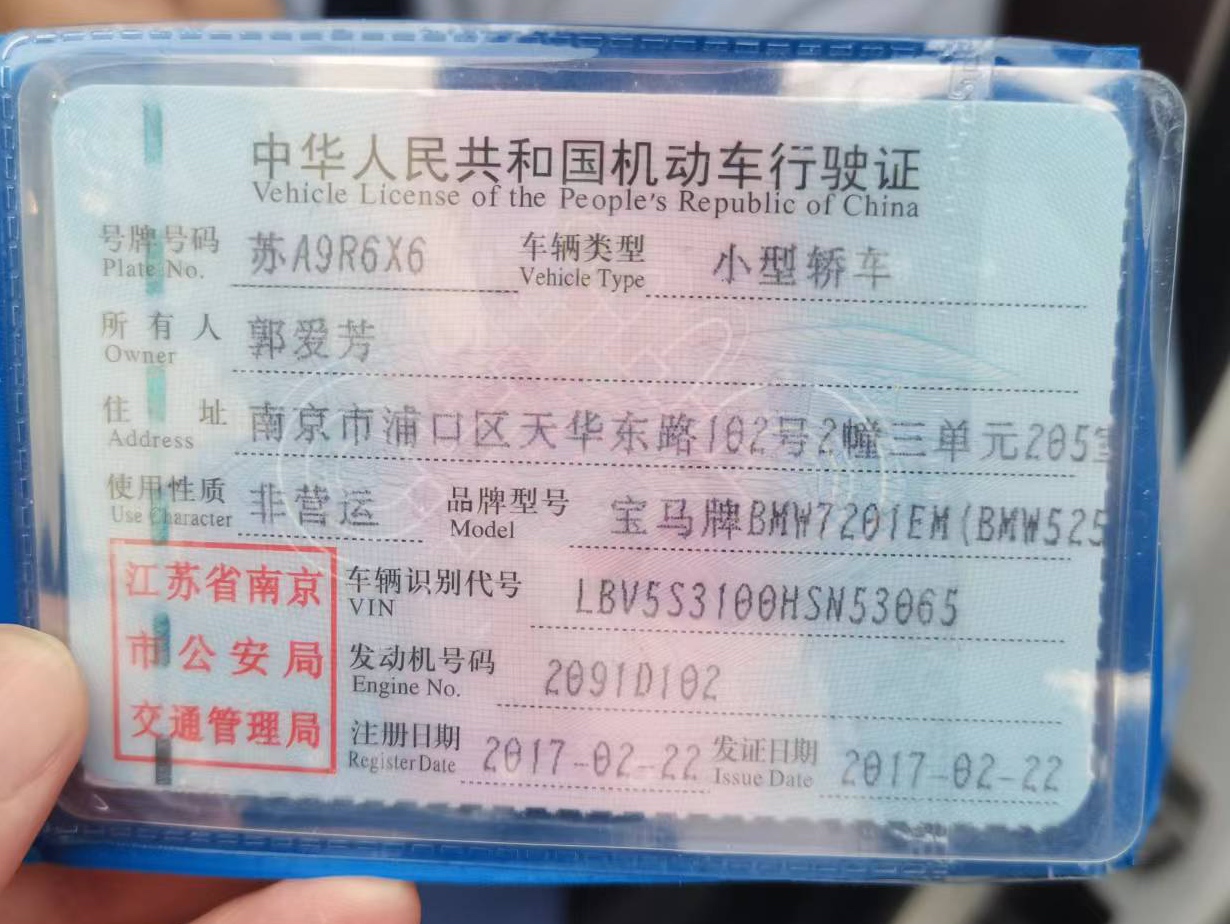 中华人民共和国机动车行驶证
Vehicle License of the People's Republic of China
号牌号码 苏A9R6X6 车辆类型 小型轿车
Plate No. Vehicle Type
所有人 郭爱芳
Owner
住址 南京市浦口区天华东路102号2幢三单元205室
Address
使用性质 非营运 品牌型号 宝马牌BMW7201EM(BMW525
Use Character Model
江苏省南京
市公安局
交通管理局
车辆识别代号 LBV5S3100HSN53065
VIN
发动机号码 2091D102
Engine No.
注册日期 2017-02-22 发证日期 2017-02-22
Register Date Issue Date